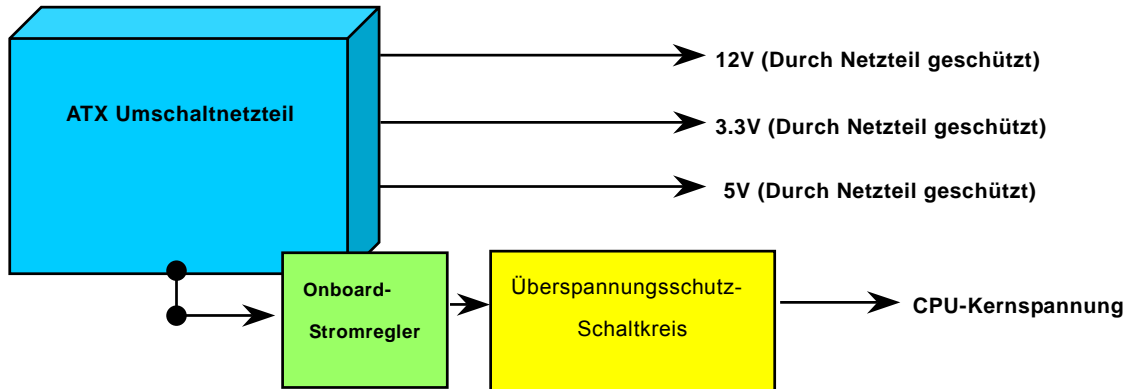 ATX Umschaltnetzteil
12V (Durch Netzteil geschützt)
3.3V (Durch Netzteil geschützt)
5V (Durch Netzteil geschützt)
Onboard-
Stromregler
Überspannungsschutz-
Schaltkreis
CPU-Kernspannung